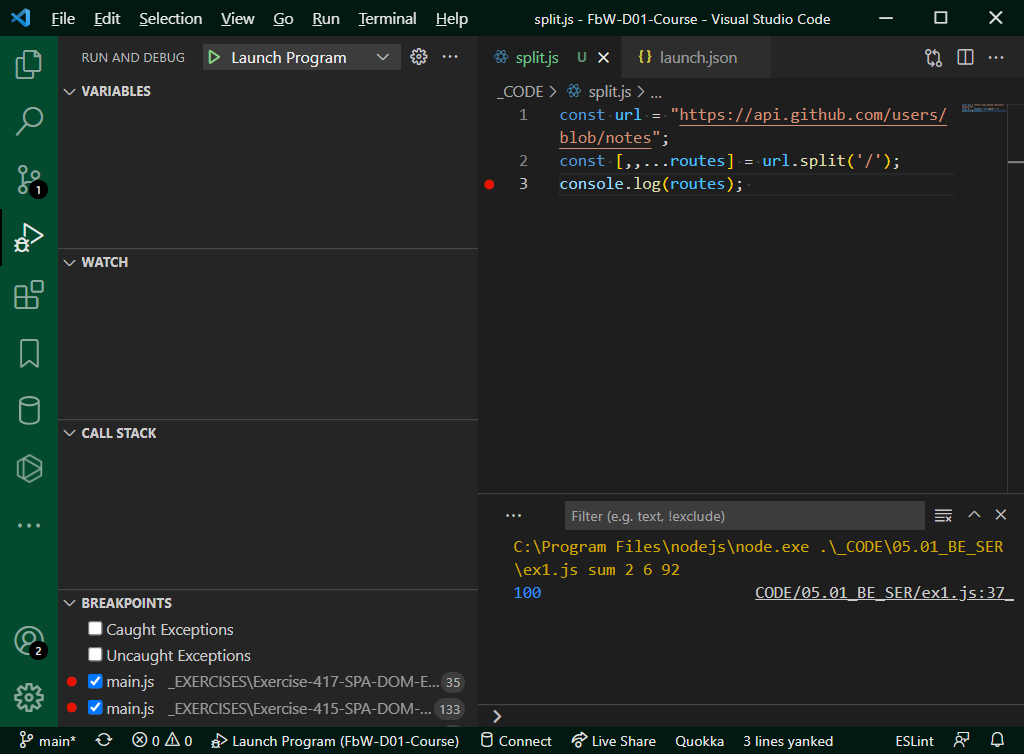 File Edit Selection View Go Run Terminal Help split.js - FbW-D01-Course - Visual Studio Code
RUN AND DEBUG Launch Program
VARIABLES
WATCH
CALL STACK
BREAKPOINTS
Caught Exceptions
Uncaught Exceptions
main.js _EXERCISES\Exercise-417-SPA-DOM-E... 35
main.js _EXERCISES\Exercise-415-SPA-DOM-... 133
1
2
split.js U launch.json
_CODE > split.js > ...
1 const url = "https://api.github.com/users/
blob/notes";
2 const [,,...routes] = url.split('/');
3 console.log(routes);
Filter (e.g. text, !exclude)
C:\Program Files\nodejs\node.exe .\_CODE\05.01_BE_SER
\ex1.js sum 2 6 92
100 CODE/05.01_BE_SER/ex1.js:37
main* 0 0 Launch Program (FbW-D01-Course) Connect Live Share Quokka 3 lines yanked ESLint